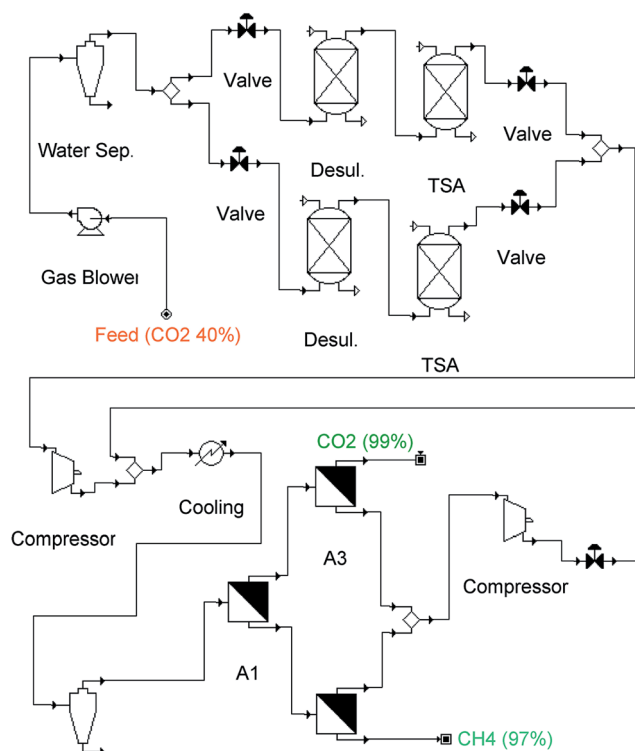 Valve
Valve
Water Sep.
Desul.
TSA
Valve
Valve
Gas Blower
Feed (CO2 40%)
Desul.
TSA
CO2 (99%)
Cooling
Compressor
A3
Compressor
A1
CH4 (97%)